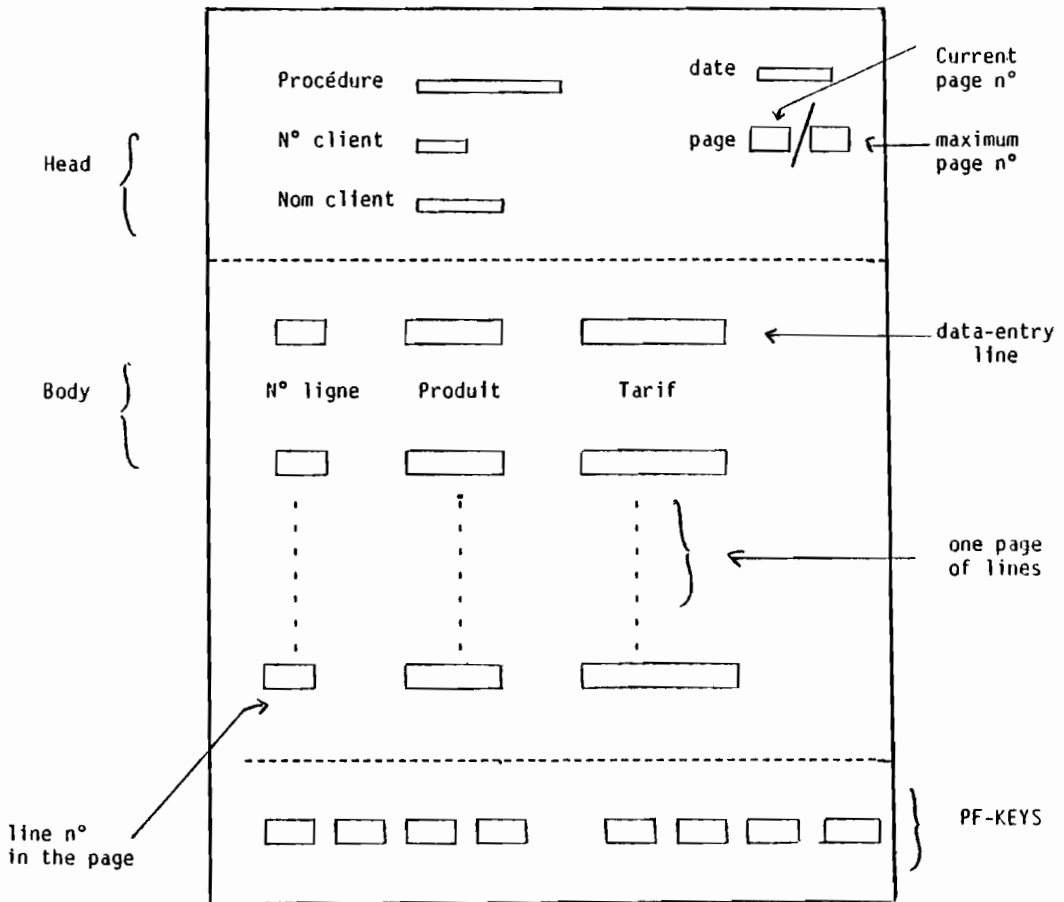 Procédure
date
Current
page n°
N° client
page /
maximum
page n°
Head
Nom client
data-entry
line
Body
N° ligne Produit Tarif
one page
of lines
line n°
in the page
PF-KEYS